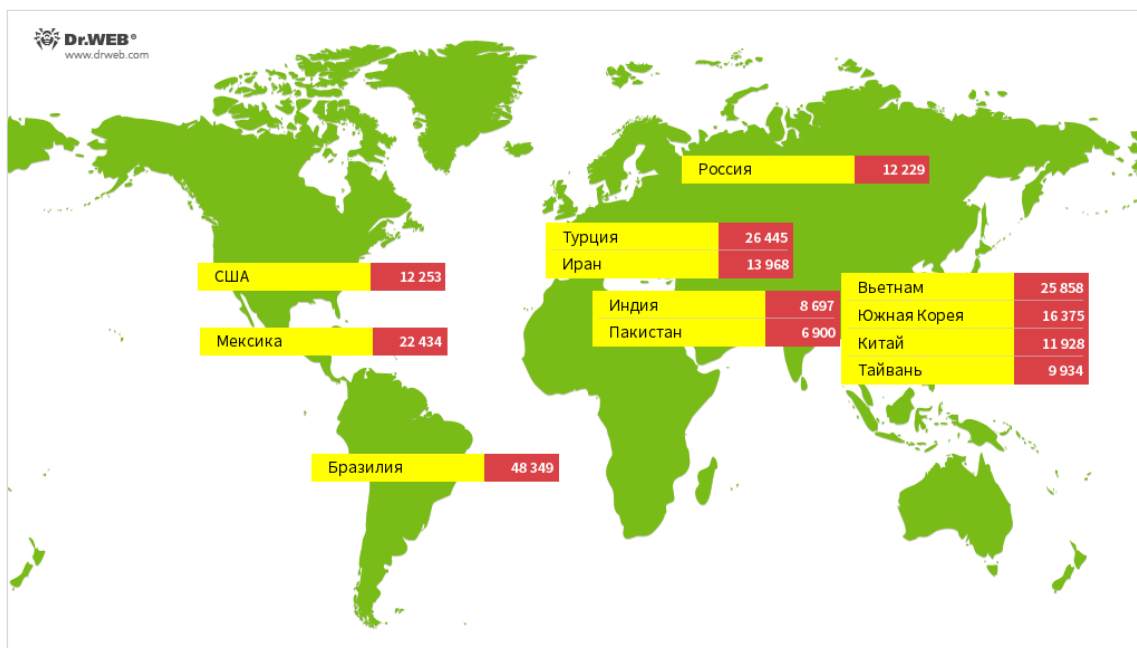 Dr.WEB®
www.drweb.com
Россия 12 229
Турция 26 445
Иран 13 968
США 12 253
Вьетнам 25 858
Индия 8 697
Южная Корея 16 375
Пакистан 6 900
Мексика 22 434
Китай 11 928
Тайвань 9 934
Бразилия 48 349